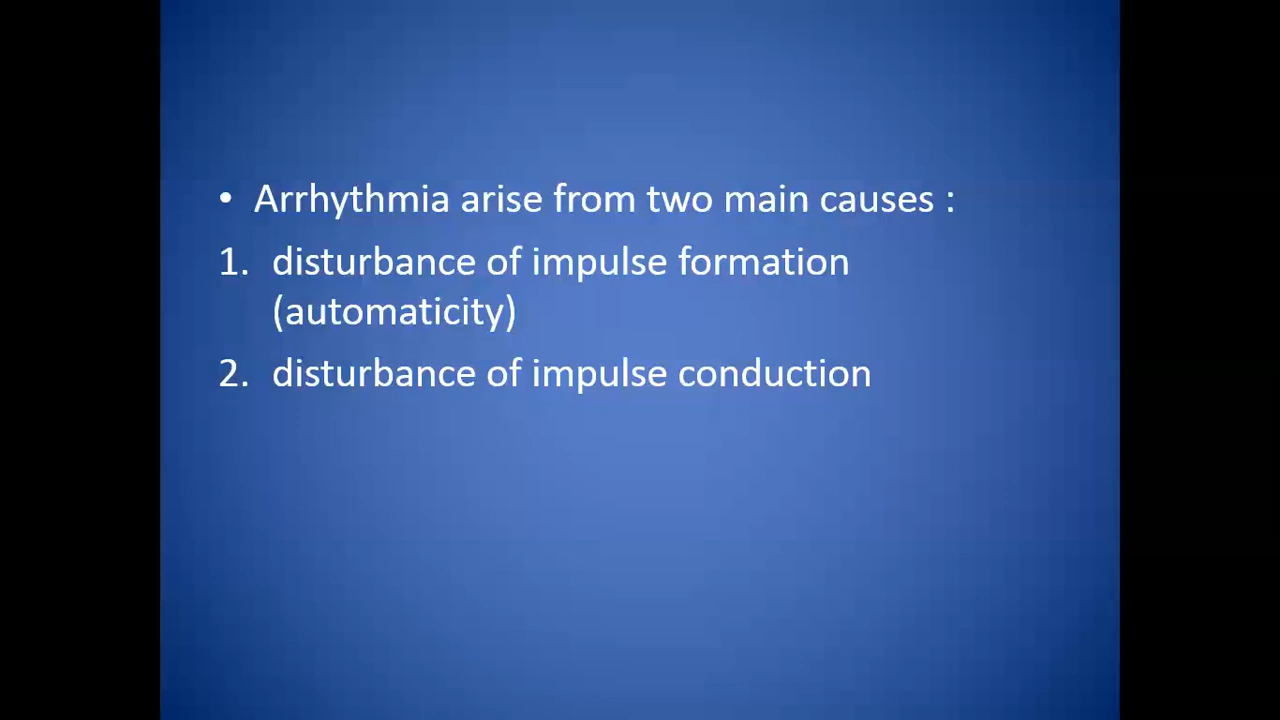 • Arrhythmia arise from two main causes :
1. disturbance of impulse formation
(automaticity)
2. disturbance of impulse conduction